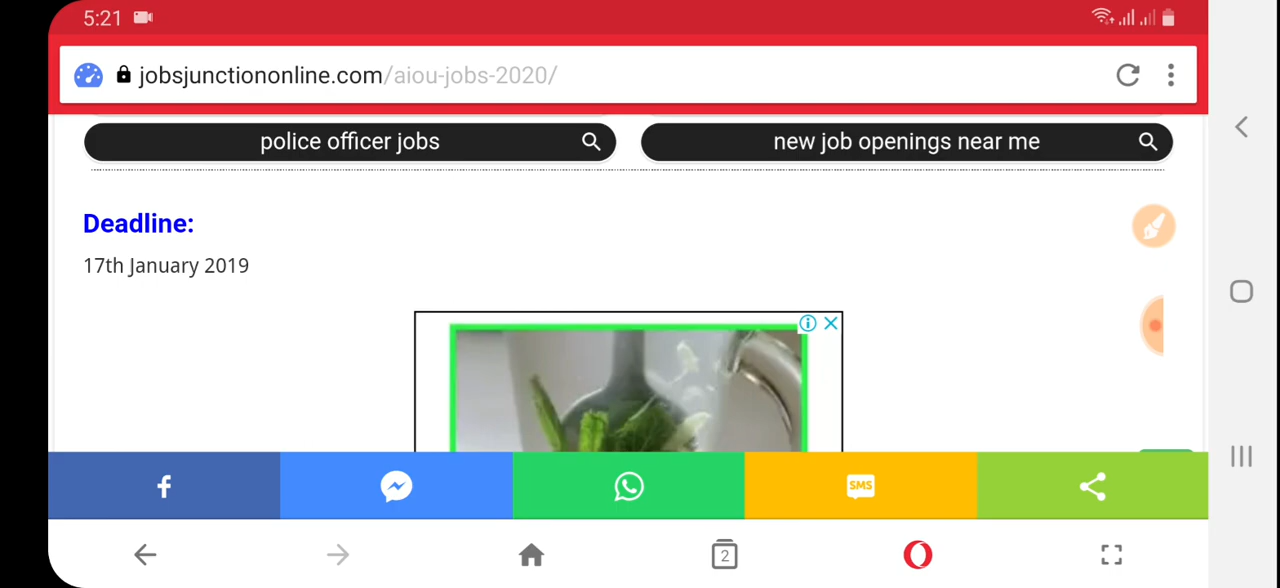 5:21
jobsjunctiononline.com/aiou-jobs-2020/
police officer jobs
new job openings near me
Deadline:
17th January 2019
SMS
2